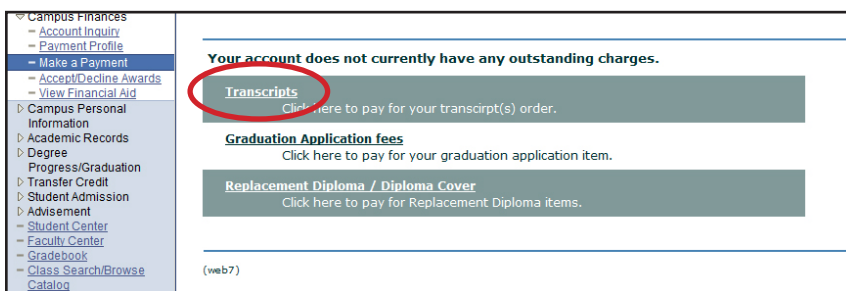 Campus Finances
Account Inquiry
Payment Profile
Make a Payment
Accept/Decline Awards
View Financial Aid
Campus Personal
Information
Academic Records
Degree
Progress/Graduation
Transfer Credit
Student Admission
Advisement
Student Center
Faculty Center
Gradebook
Class Search/Browse
Catalog
Your account does not currently have any outstanding charges.
Transcripts
Click here to pay for your transcirpt(s) order.
Graduation Application fees
Click here to pay for your graduation application item.
Replacement Diploma / Diploma Cover
Click here to pay for Replacement Diploma items.
(web7)